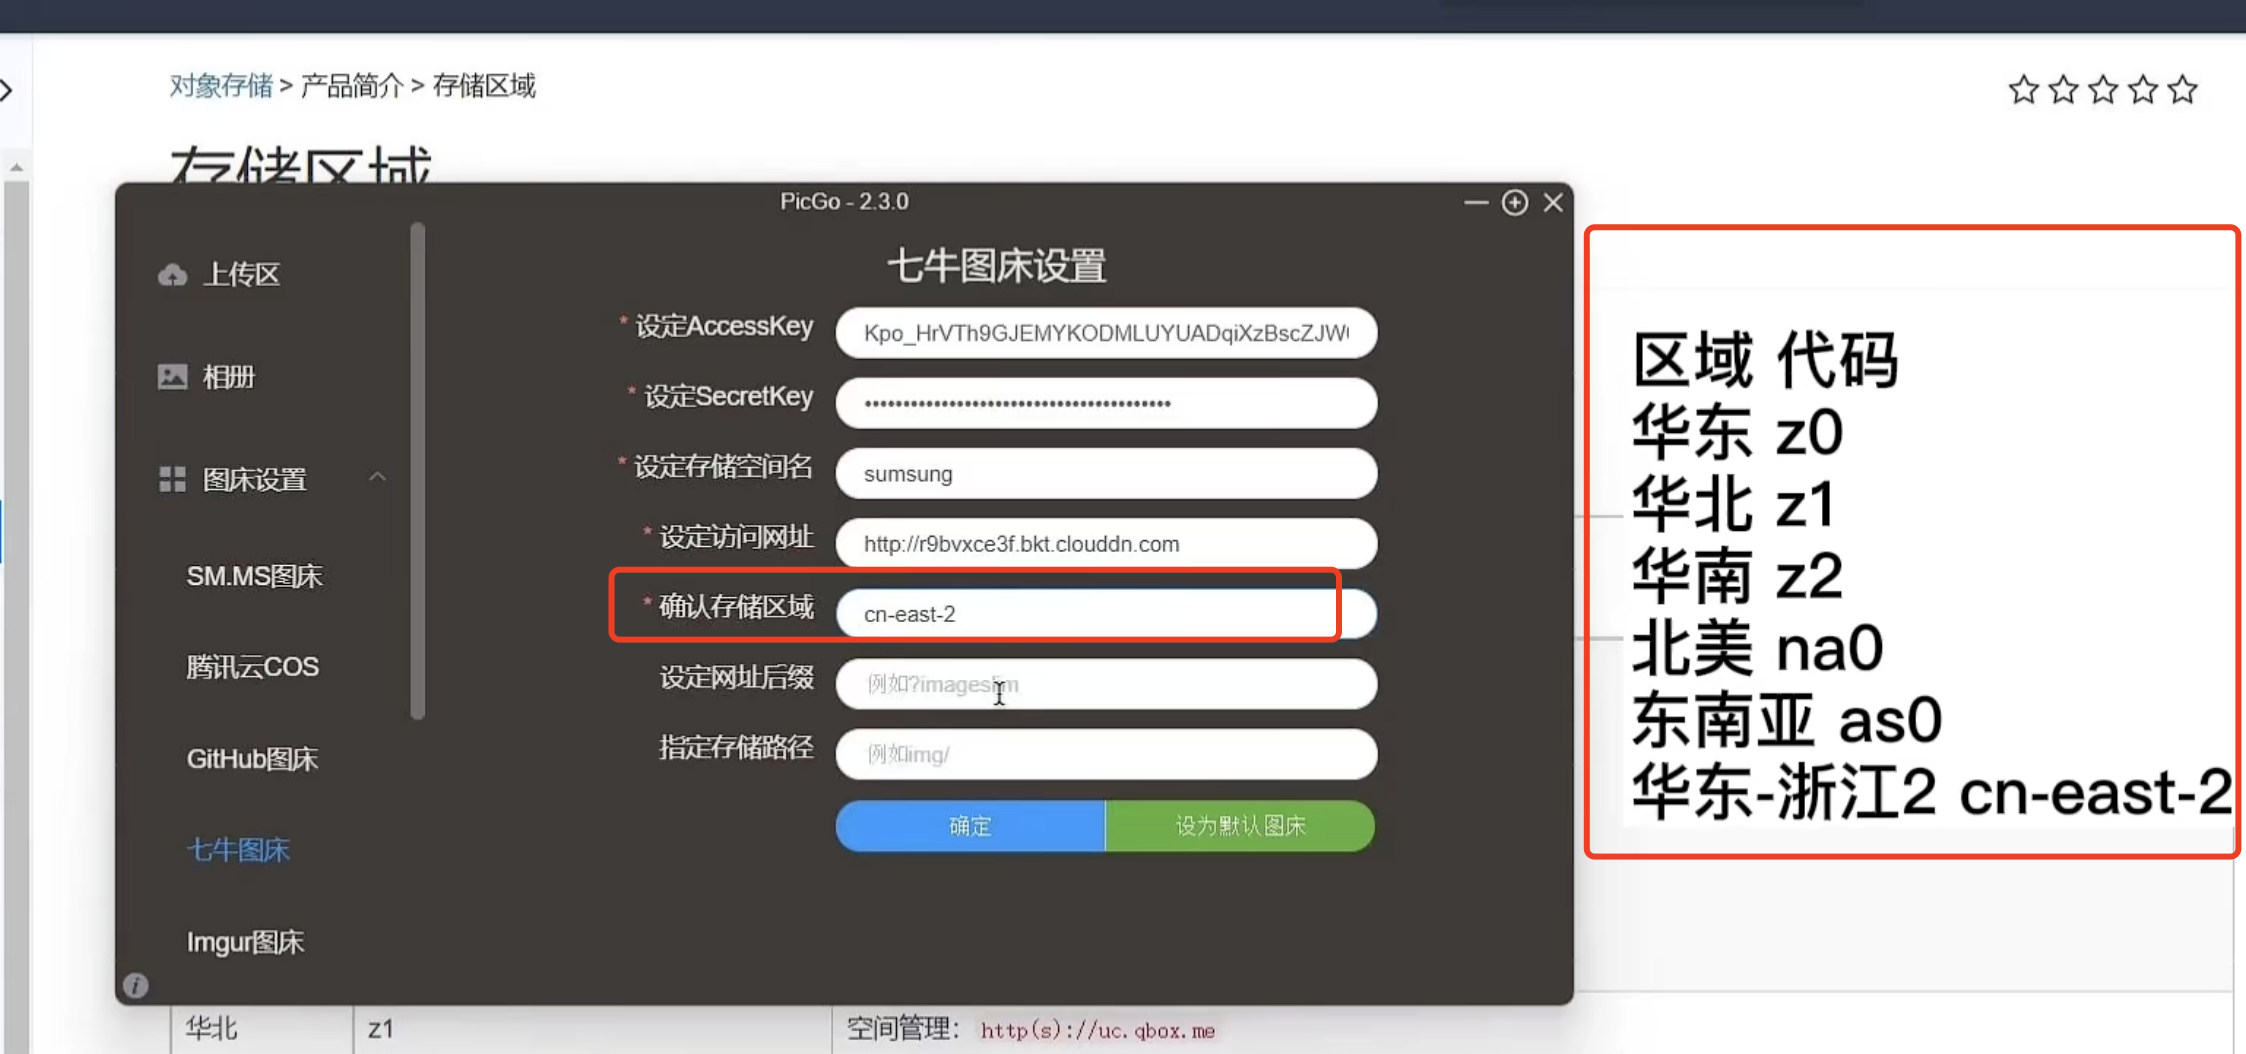 对象存储 > 产品简介 > 存储区域
存储区域
PicGo - 2.3.0
上传区
相册
图床设置
SM.MS图床
腾讯云COS
GitHub图床
七牛图床
Imgur图床
七牛图床设置
* 设定AccessKey
Kpo_HrVTh9GJEMYKODMLUYUADqiXzBscZJW
* 设定SecretKey
* 设定存储空间名
sumsung
* 设定访问网址
http://r9bvxce3f.bkt.clouddn.com
* 确认存储区域
cn-east-2
设定网址后缀
例如?imageslim
指定存储路径
例如img/
确定
设为默认图床
区域 代码
华东 z0
华北 z1
华南 z2
北美 na0
东南亚 as0
华东-浙江2 cn-east-2
华北
z1
空间管理： http(s)://uc.qbox.me